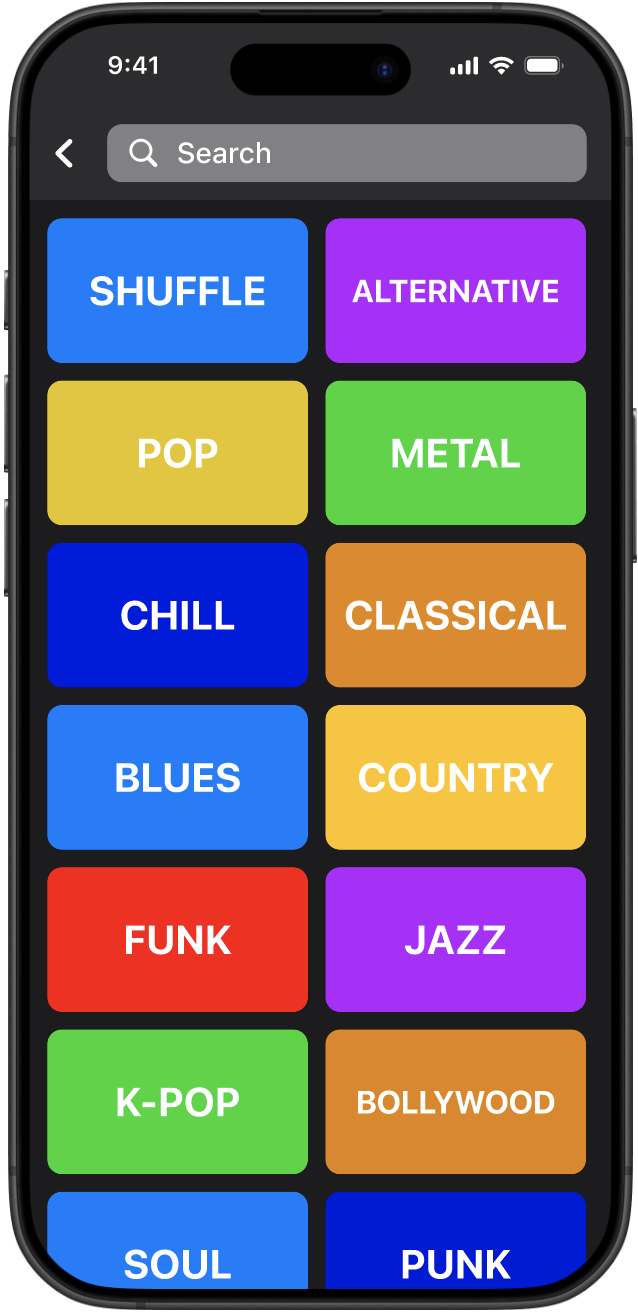 9:41
Search
SHUFFLE
ALTERNATIVE
POP
METAL
CHILL
CLASSICAL
BLUES
COUNTRY
FUNK
JAZZ
K-POP
BOLLYWOOD
SOUL
PUNK